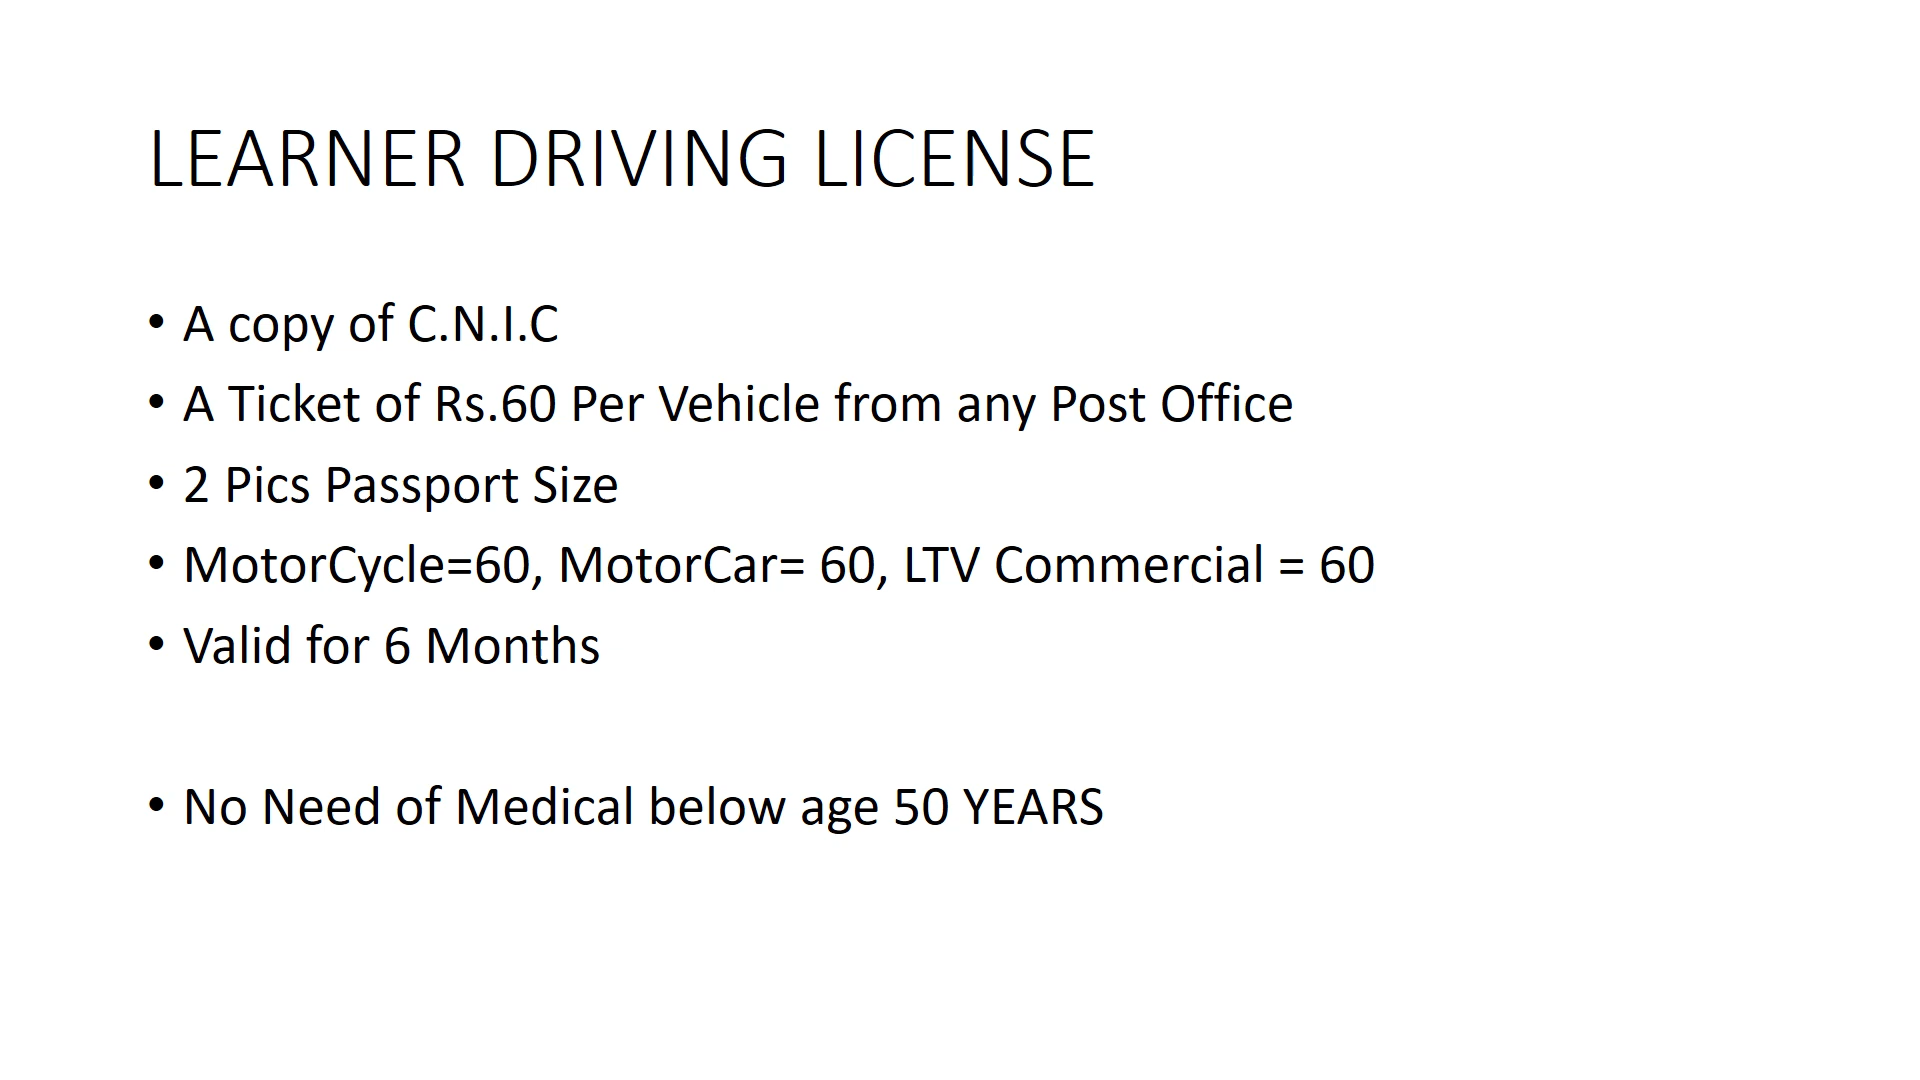 LEARNER DRIVING LICENSE
• A copy of C.N.I.C
• A Ticket of Rs.60 Per Vehicle from any Post Office
• 2 Pics Passport Size
• MotorCycle=60, MotorCar= 60, LTV Commercial = 60
• Valid for 6 Months
• No Need of Medical below age 50 YEARS